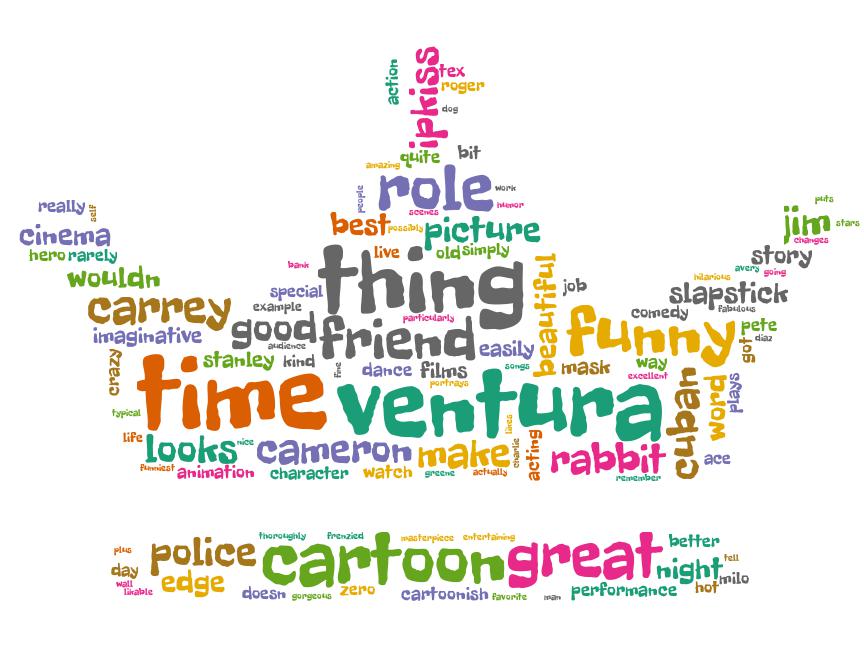 ipkiss
action
tex
roger
dog
amazing
quite
bit
people
role
work
scenes
humor
best
possibly
picture
really
self
cinema
hero
rarely
wouldn
carrey
imaginative
puts
jim
stars
changes
story
avery
going
hilarious
slapstick
fabulous
bank
live
old
simply
thing
special
example
particularly
beautiful
job
comedy
good
friend
audience
funny
pete
got
diaz
easily
stanley
kind
fine
dance
films
portrays
songs
mask
way
excellent
crazy
time
ventura
cuban
word
plays
typical
life
looks
nice
cameron
make
lines
charlie
acting
rabbit
ace
funniest
animation
character
watch
greene
actually
remember
thoroughly
frenzied
masterpiece
entertaining
plus
police
cartoon
great
better
night
tell
day
wall
likable
edge
doesn
gorgeous
zero
cartoonish
favorite
man
performance
hot
milo